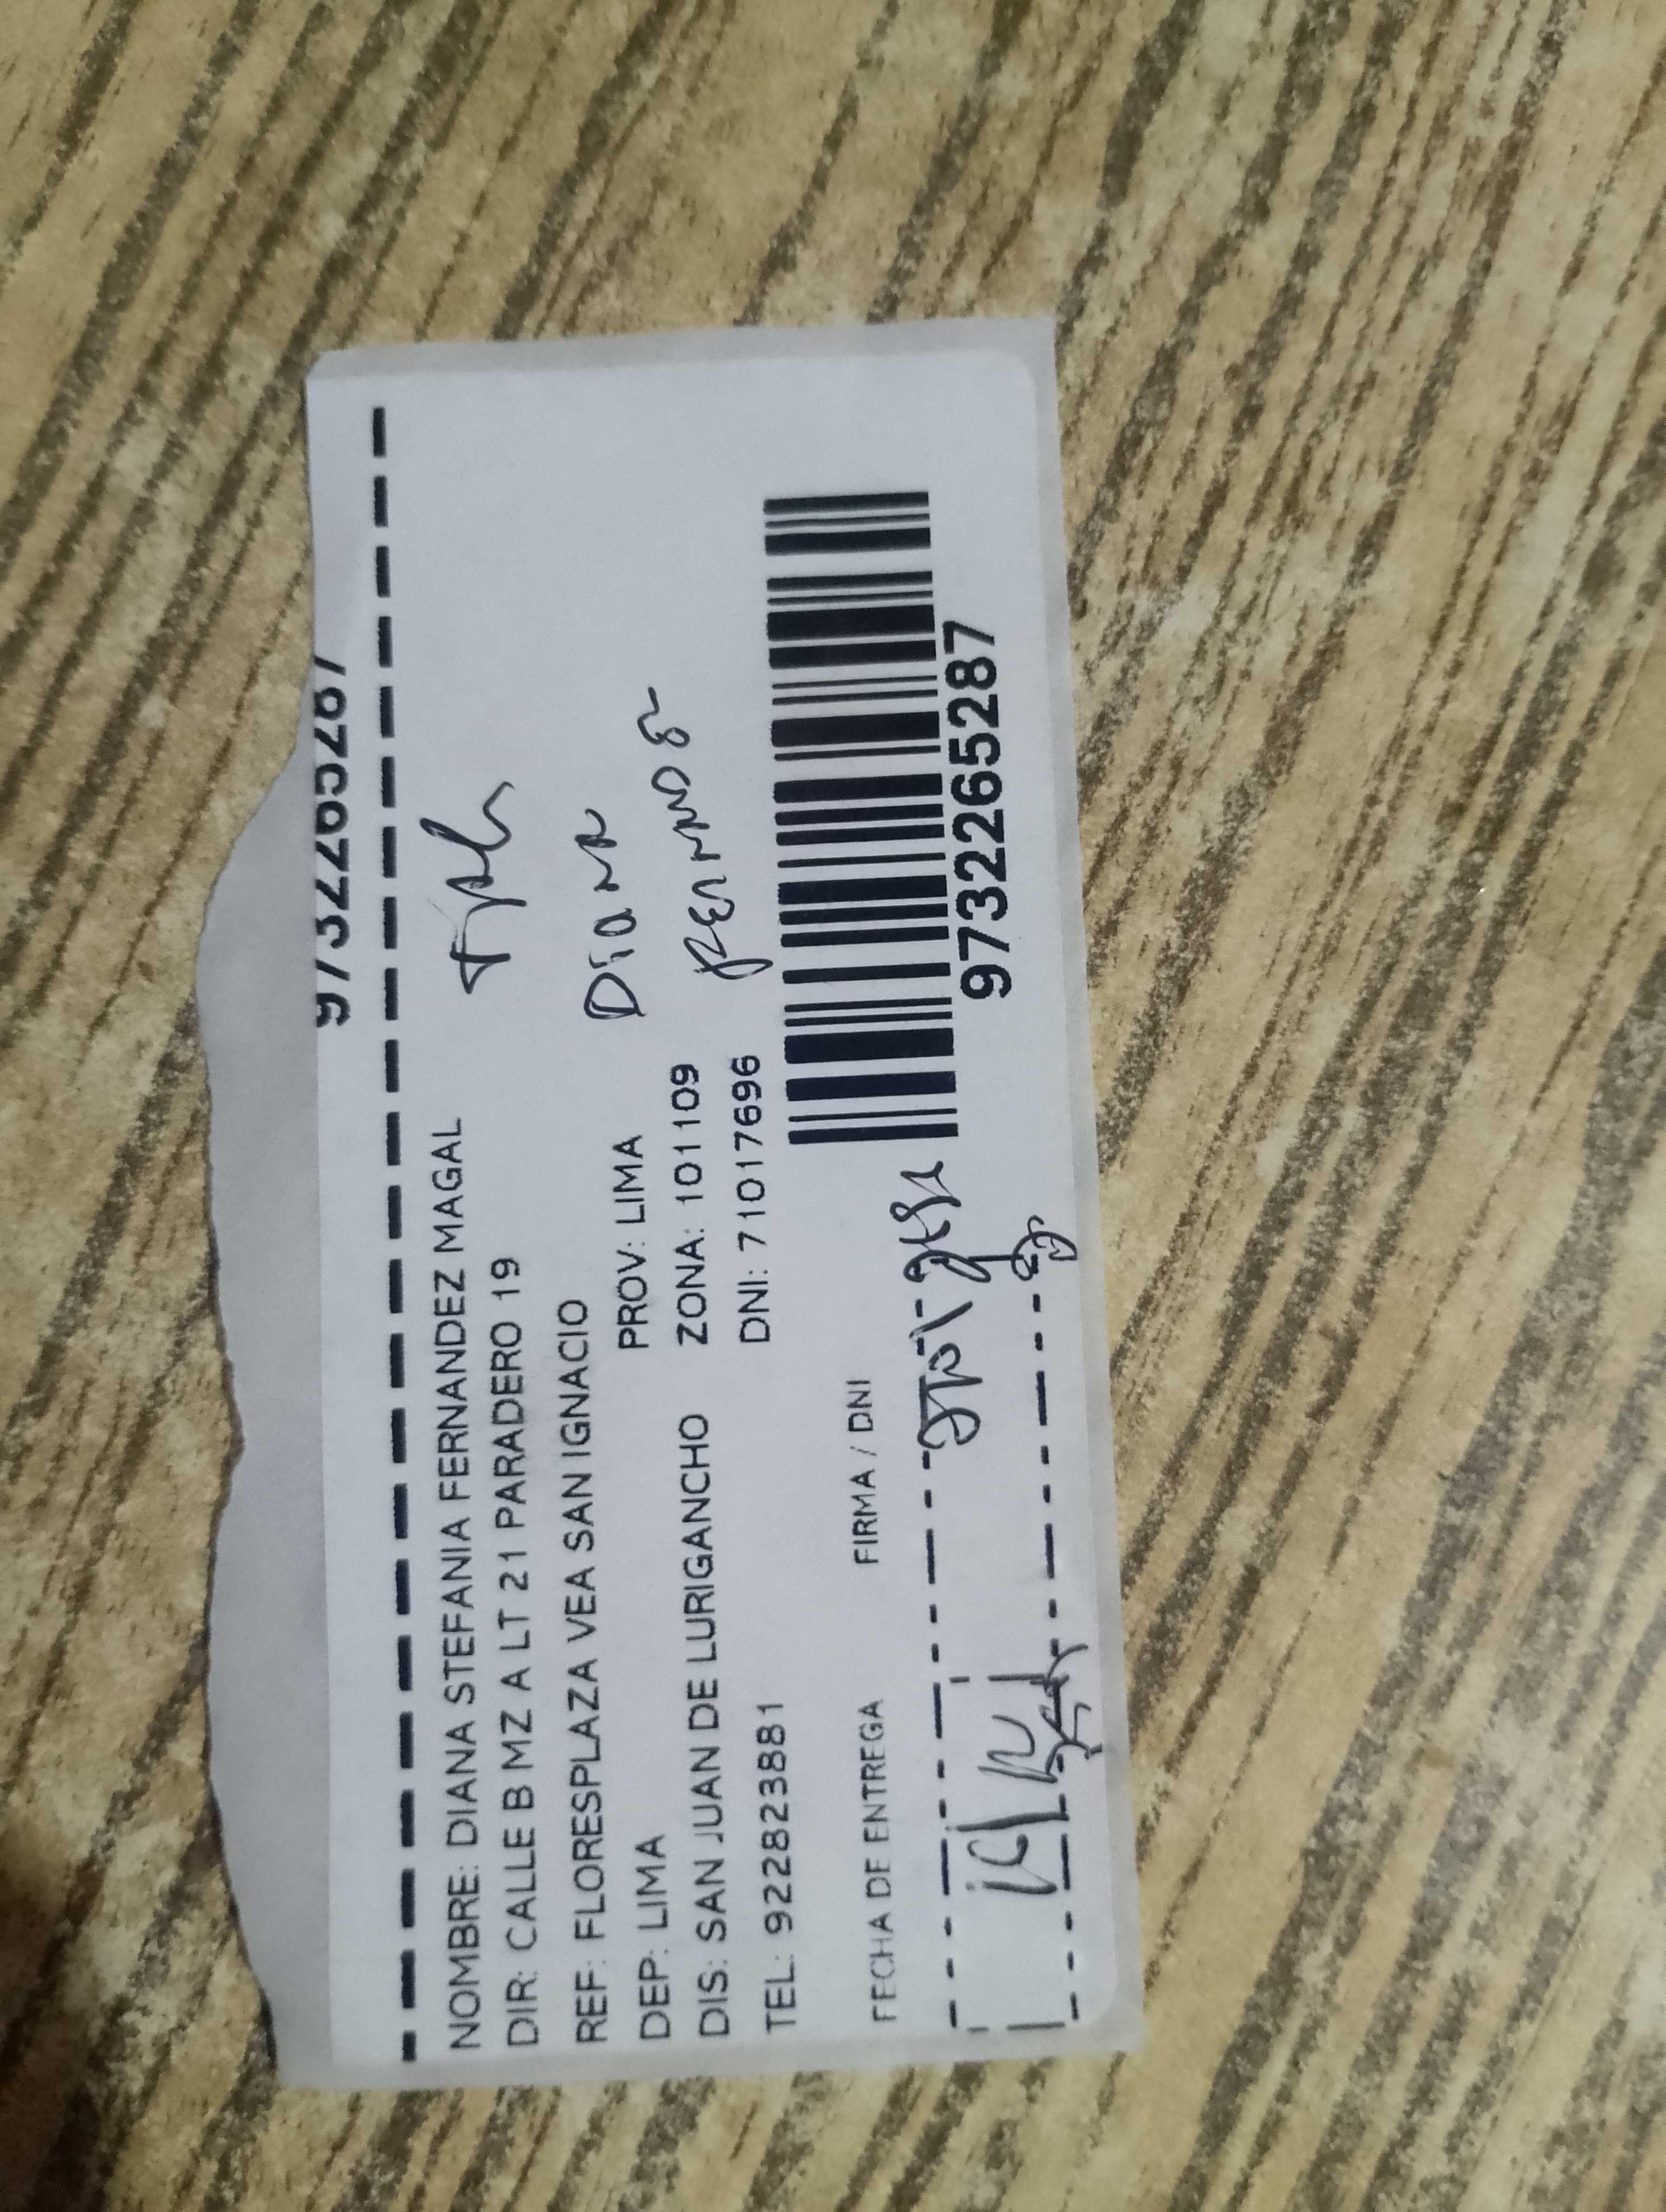 9732265287
NOMBRE: DIANA STEFANIA FERNANDEZ MAGAL
DIR: CALLE B MZ A LT 21 PARADERO 19
REF: FLORESPLAZA VEA SAN IGNACIO
DEP: LIMA PROV: LIMA
DIS: SAN JUAN DE LURIGANCHO ZONA: 101109
TEL: 922823881 DNI: 71017696
Diana
FECHA DE ENTREGA FIRMA / DNI
9732265287